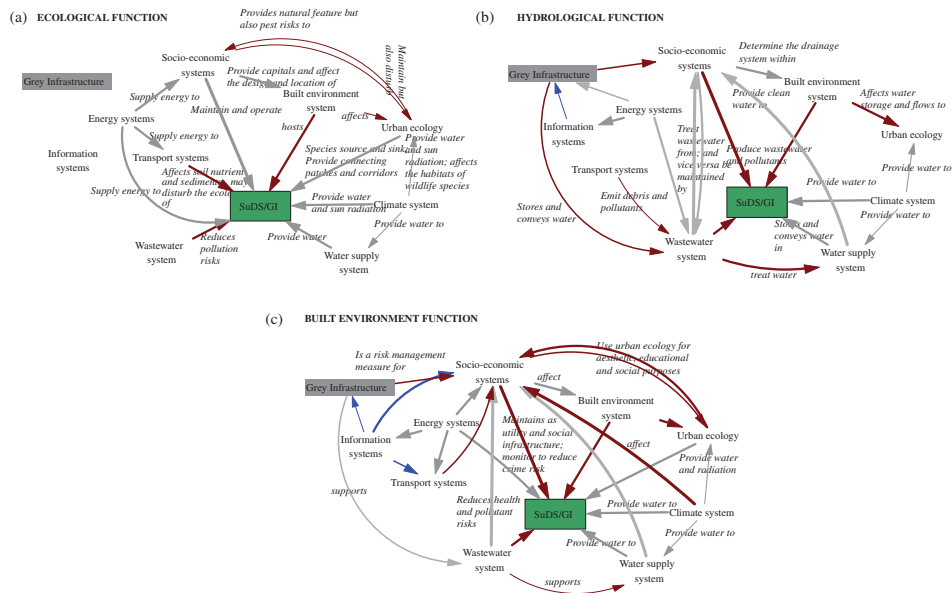 (a) ECOLOGICAL FUNCTION
Provides natural feature but
also pest risks to
Maintain but
also disturb
Socio-economic
systems
Grey Infrastructure
Provide capitals and affect
the design and location of
Built environment
system
Supply energy to
Maintain and operate
Energy systems
affects
hosts
Urban ecology
Supply energy to
Transport systems
Information
systems
Species source and sink,
Provide connecting
patches and corridors
Provide water
and sun
radiation; affects
the habitats of
wildlife species
Affects soil nutrient
and sediment, may
disturb the ecology
of
Supply energy to
SuDS/GI
Provide water
and sun radiation
Climate system
Provide water to
Wastewater
system
Reduces
pollution
risks
Provide water
Water supply
system
(b) HYDROLOGICAL FUNCTION
Socio-economic
systems
Determine the drainage
system within
Grey Infrastructure
Built environment
system
Provide clean
water to
Affects water
storage and flows to
Energy systems
Information
systems
Treat
wastewater
from; and
vice versa be
maintained
by
Urban ecology
Produce wastewater
and pollutants
Transport systems
Provide water to
Provide water to
Emit debris and
pollutants
SuDS/GI
Climate system
Provide water to
Stores and
conveys water
Stores and
conveys water
in
Wastewater
system
Water supply
system
treat water
(c) BUILT ENVIRONMENT FUNCTION
Is a risk management
measure for
Use urban ecology for
aesthetic, educational
and social purposes
Socio-economic
systems
Grey Infrastructure
affect
Built environment
system
Energy systems
Maintains as
utility and social
infrastructure;
monitor to reduce
crime risk
Information
systems
Urban ecology
affect
Provide water
and radiation
Transport systems
supports
Reduces health
and pollutant
risks
Provide water to
SuDS/GI
Climate system
Provide water to
Provide water to
Wastewater
system
Water supply
system
supports